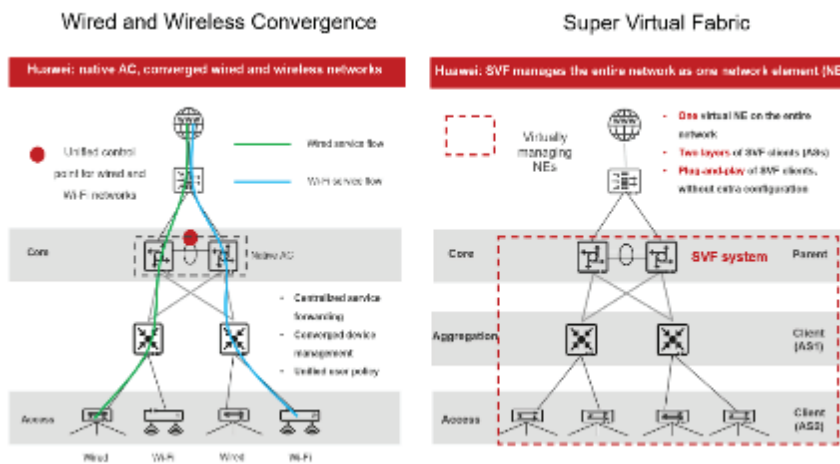 Wired and Wireless Convergence
Huawei: native AC, converged wired and wireless networks
WWW
Unified control
point for wired and
Wi-Fi networks
Wired service flow
Wi-Fi service flow
Core
Native AC
- Centralized service
forwarding
- Converged device
management
- Unified user policy
Access
Wired
Wi-Fi
Wired
Wi-Fi
Super Virtual Fabric
Huawei: SVF manages the entire network as one network element (NE
Virtually
managing
NEs
WWW
- One virtual NE on the entire
network
- Two layers of SVF clients (ASs)
- Plug-and-play of SVF clients,
without extra configuration
Core
SVF system
Parent
Aggregation
Client
(AS1)
Access
Client
(AS2)